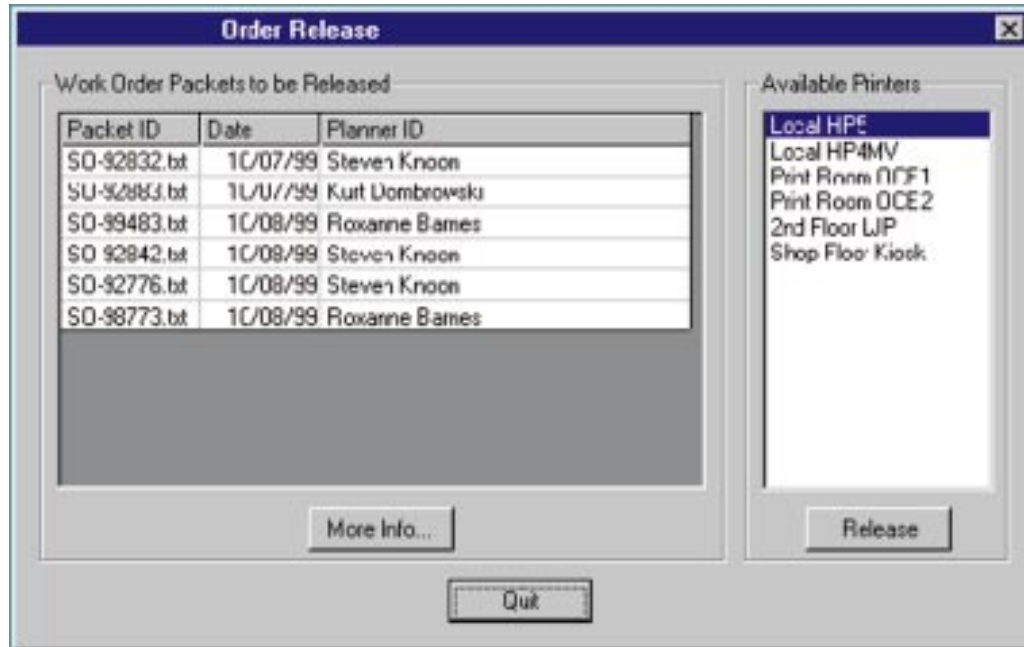 Order Release
Work Order Packets to be Released
Packet ID Date Planner ID
SO-92832.txt 10/07/99 Steven Knoon
SO-92883.txt 10/07/99 Kurt Dombrowski
SO-99483.txt 10/08/99 Roxanne Barnes
SO-92842.txt 10/08/99 Steven Knoon
SO-92776.txt 10/08/99 Steven Knoon
SO-98773.txt 10/08/99 Roxanne Barnes
More Info...
Available Printers
Local HP5
Local HP4MV
Print Room OCE1
Print Room OCE2
2nd Floor LJP
Shop Floor Kiosk
Release
Quit